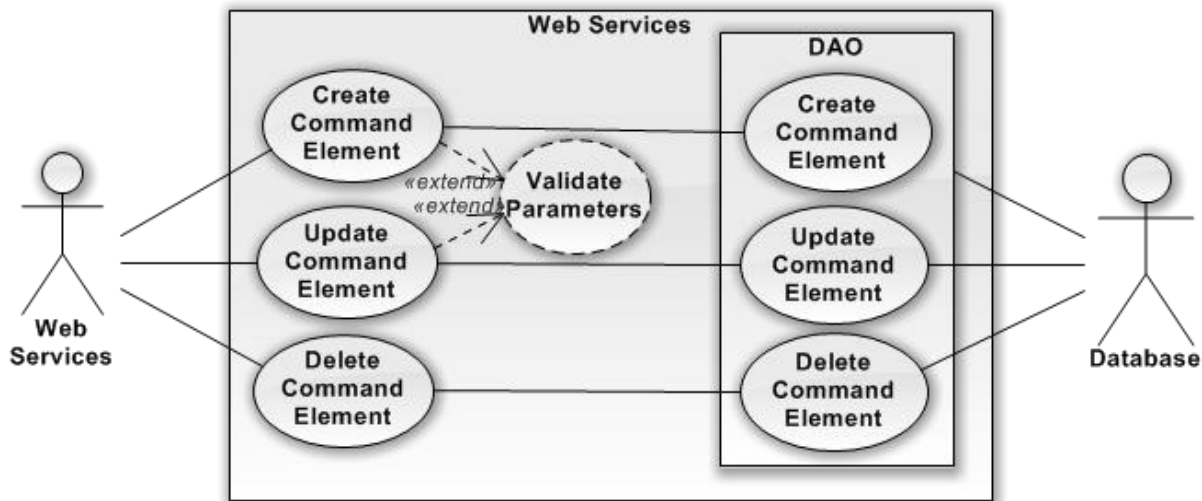 Web Services
DAO
Create
Command
Element
Create
Command
Element
«extend»
«extend»
Validate
Parameters
Update
Command
Element
Update
Command
Element
Web
Services
Database
Delete
Command
Element
Delete
Command
Element